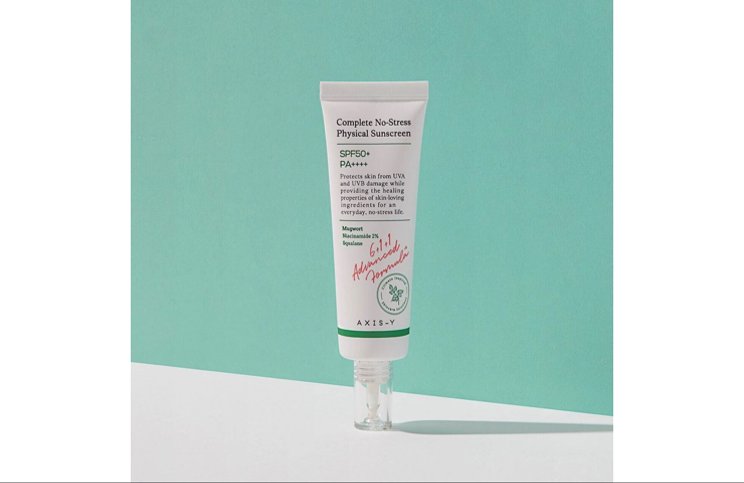 Complete No-Stress
Physical Sunscreen
SPF50+
PA++++
Protects skin from UVA
and UVB damage while
providing the healing
properties of skin-loving
ingredients for an
everyday, no-stress life.
Mugwort
Niacinamide 2%
Squalane
6+1+1
Advanced
Formula
AXIS-Y